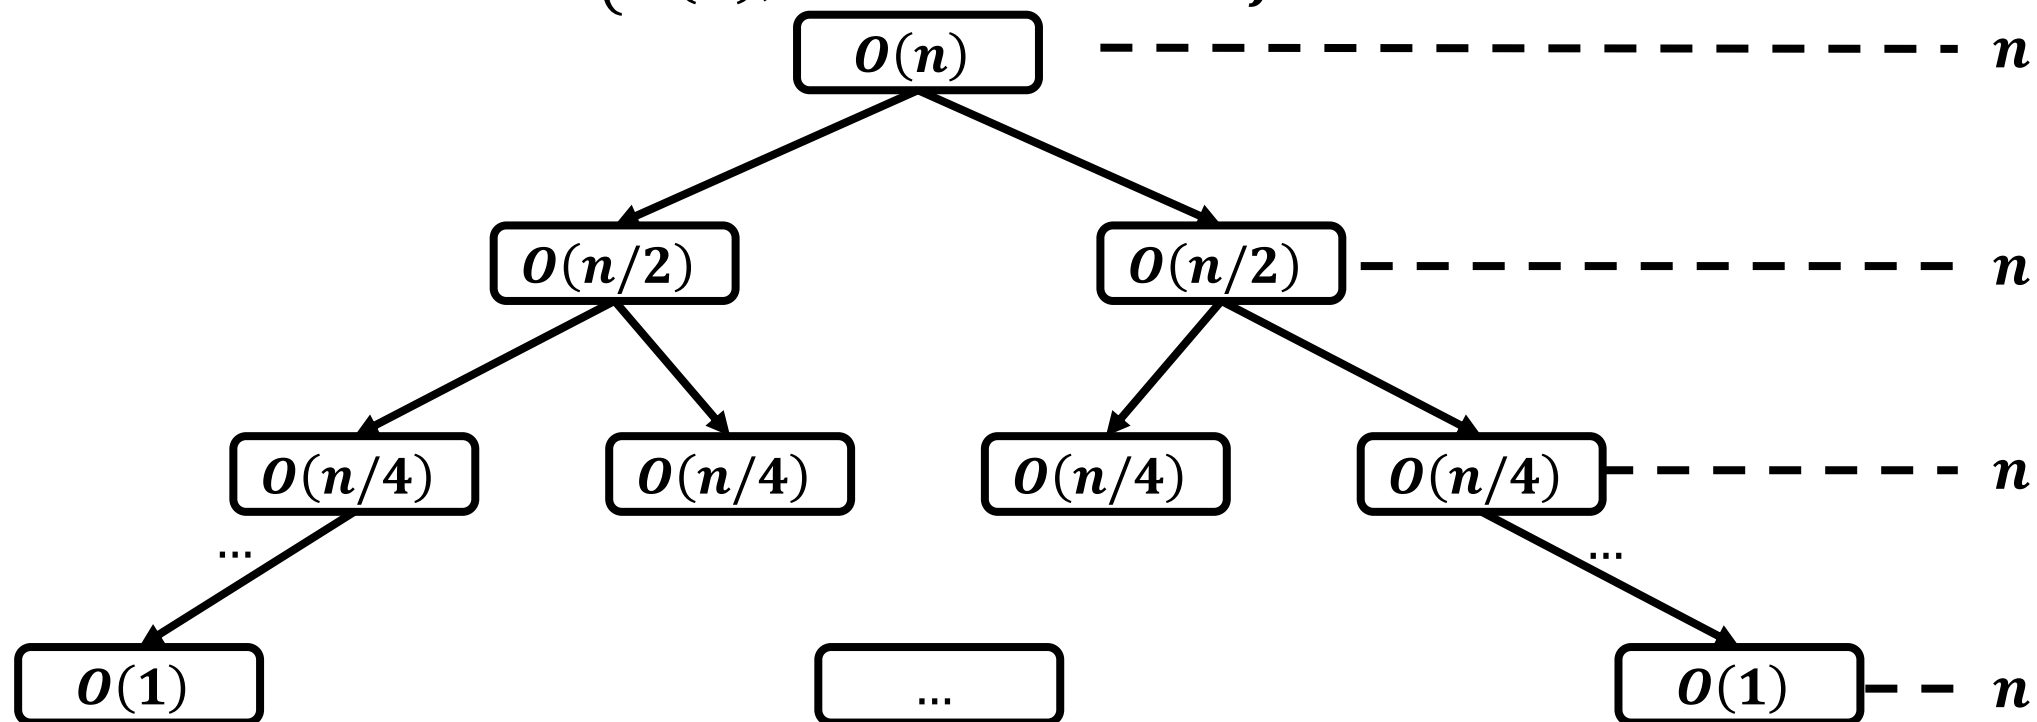 O(n) n
O(n/2) O(n/2) n
O(n/4) O(n/4) O(n/4) O(n/4) n
... ...
O(1) ... O(1) n